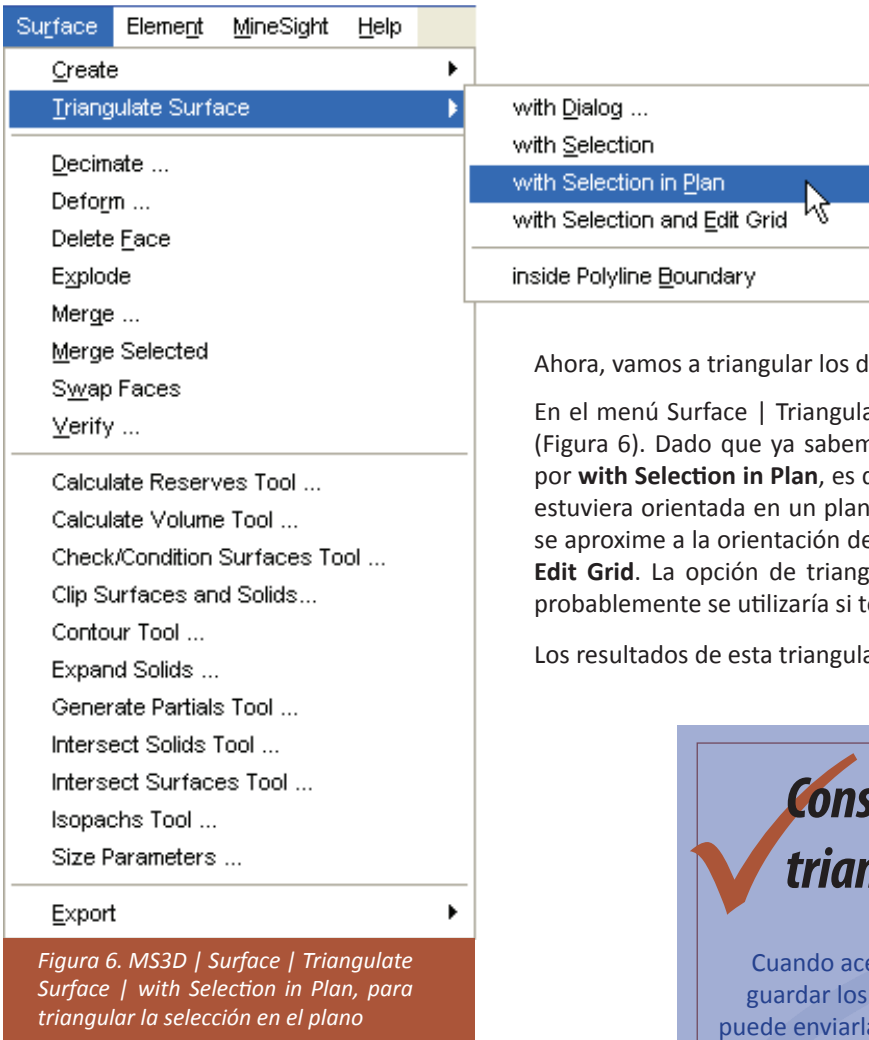 Surface Element MineSight Help
Create
Triangulate Surface
Decimate ...
Deform ...
Delete Face
Explode
Merge ...
Merge Selected
Swap Faces
Verify ...
Calculate Reserves Tool ...
Calculate Volume Tool ...
Check/Condition Surfaces Tool ...
Clip Surfaces and Solids...
Contour Tool ...
Expand Solids ...
Generate Partials Tool ...
Intersect Solids Tool ...
Intersect Surfaces Tool ...
Isopachs Tool ...
Size Parameters ...
Export
with Dialog ...
with Selection
with Selection in Plan
with Selection and Edit Grid
inside Polyline Boundary
Figura 6. MS3D | Surface | Triangulate
Surface | with Selection in Plan, para
triangular la selección en el plano
Ahora, vamos a triangular los d
En el menú Surface | Triangula
(Figura 6). Dado que ya sabem
por with Selection in Plan, es
estuviera orientada en un plan
se aproxime a la orientación de
Edit Grid. La opción de triang
probablemente se utilizaría si t
Los resultados de esta triangula
Cons
trian
Cuando ace
guardar los
puede enviarla